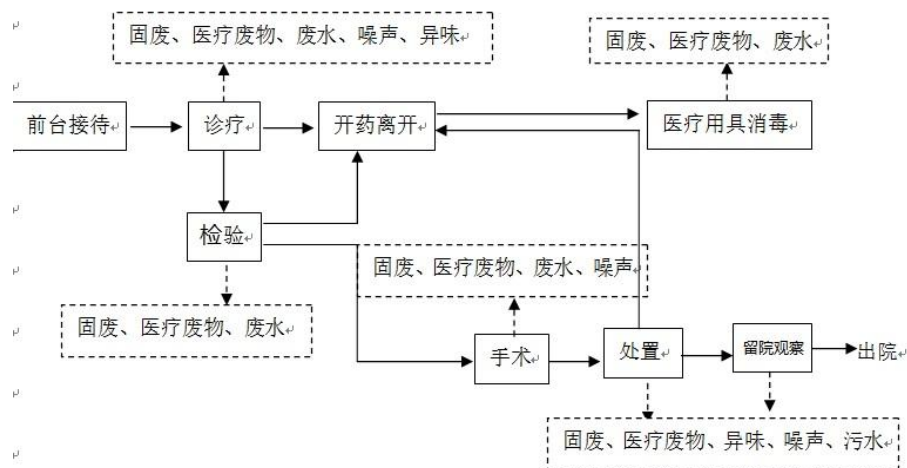 固废、医疗废物、废水、噪声、异味
固废、医疗废物、废水
前台接待
诊疗
开药离开
医疗用具消毒
检验
固废、医疗废物、废水、噪声
固废、医疗废物、废水
手术
处置
留院观察
出院
固废、医疗废物、异味、噪声、污水